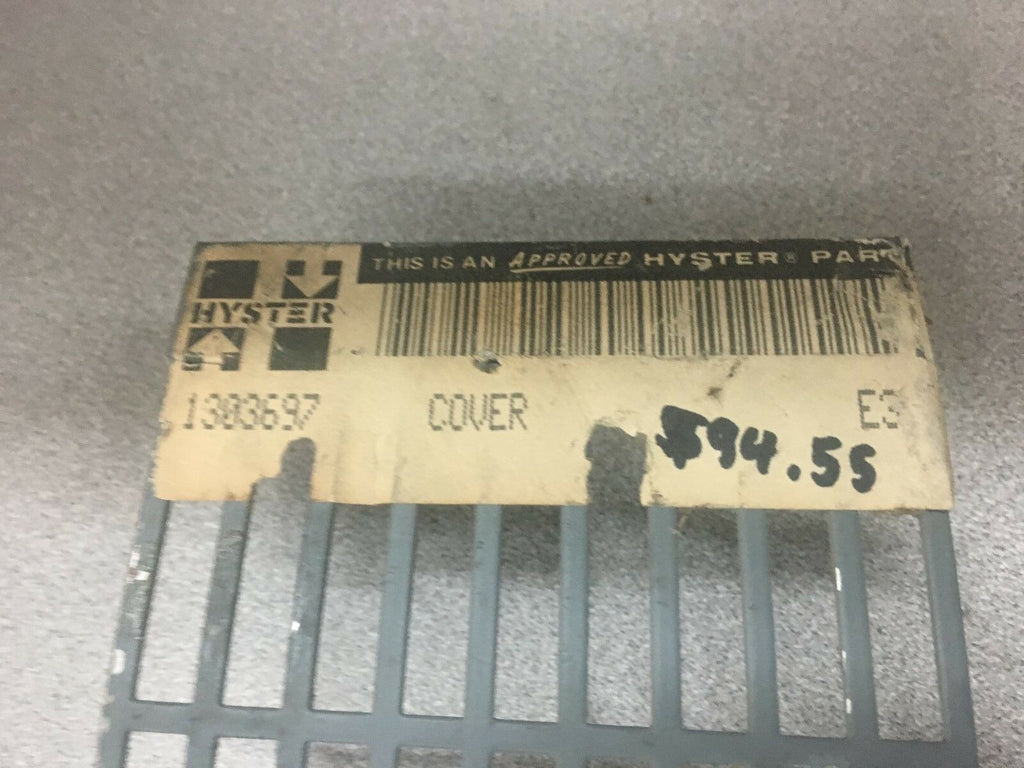 THIS IS AN APPROVED HYSTER® PAR
HYSTER
1303697 COVER E3
$94.55